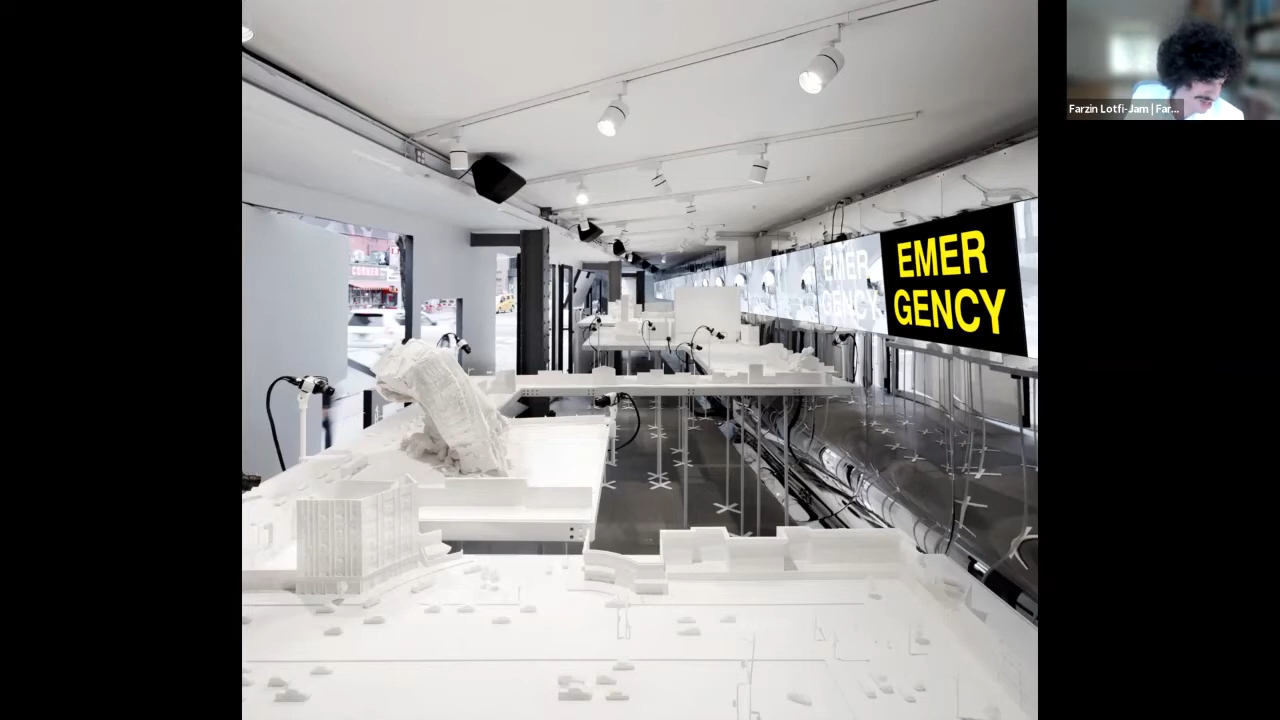 Farzin Lotfi-Jam | Far...
CORNER
EMER
GENCY
EMER
GENCY